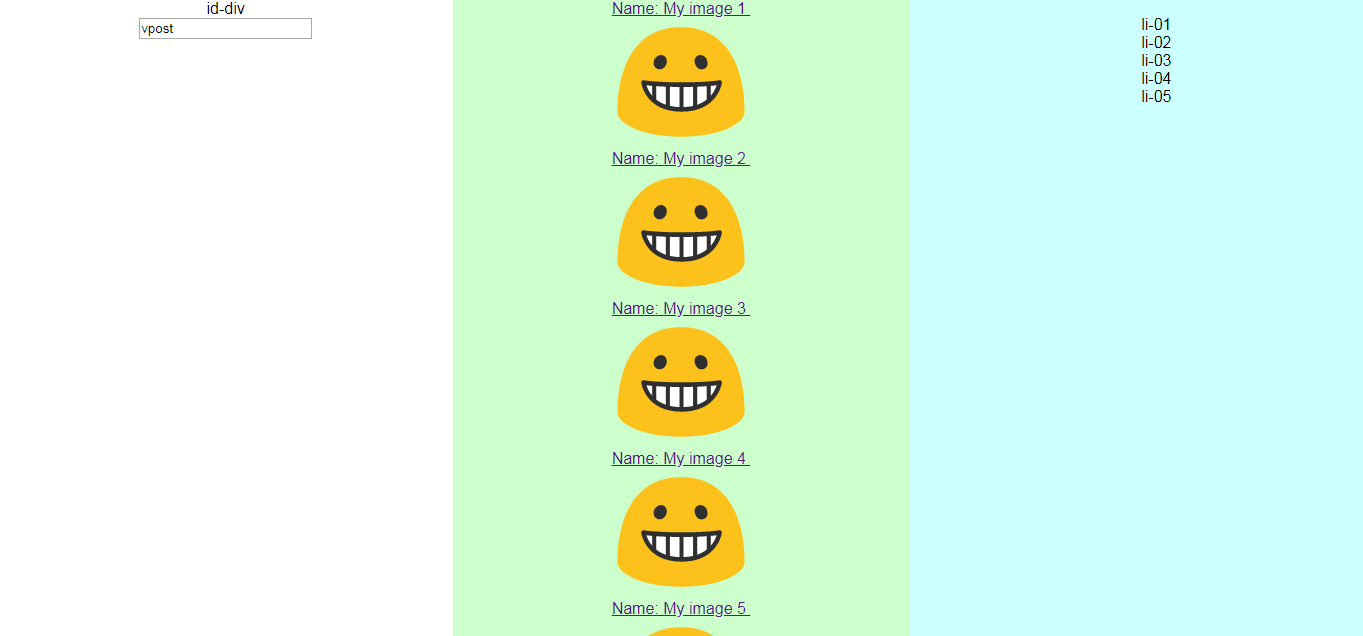 id-div
vpost
Name: My image 1
Name: My image 2
Name: My image 3
Name: My image 4
Name: My image 5
li-01
li-02
li-03
li-04
li-05